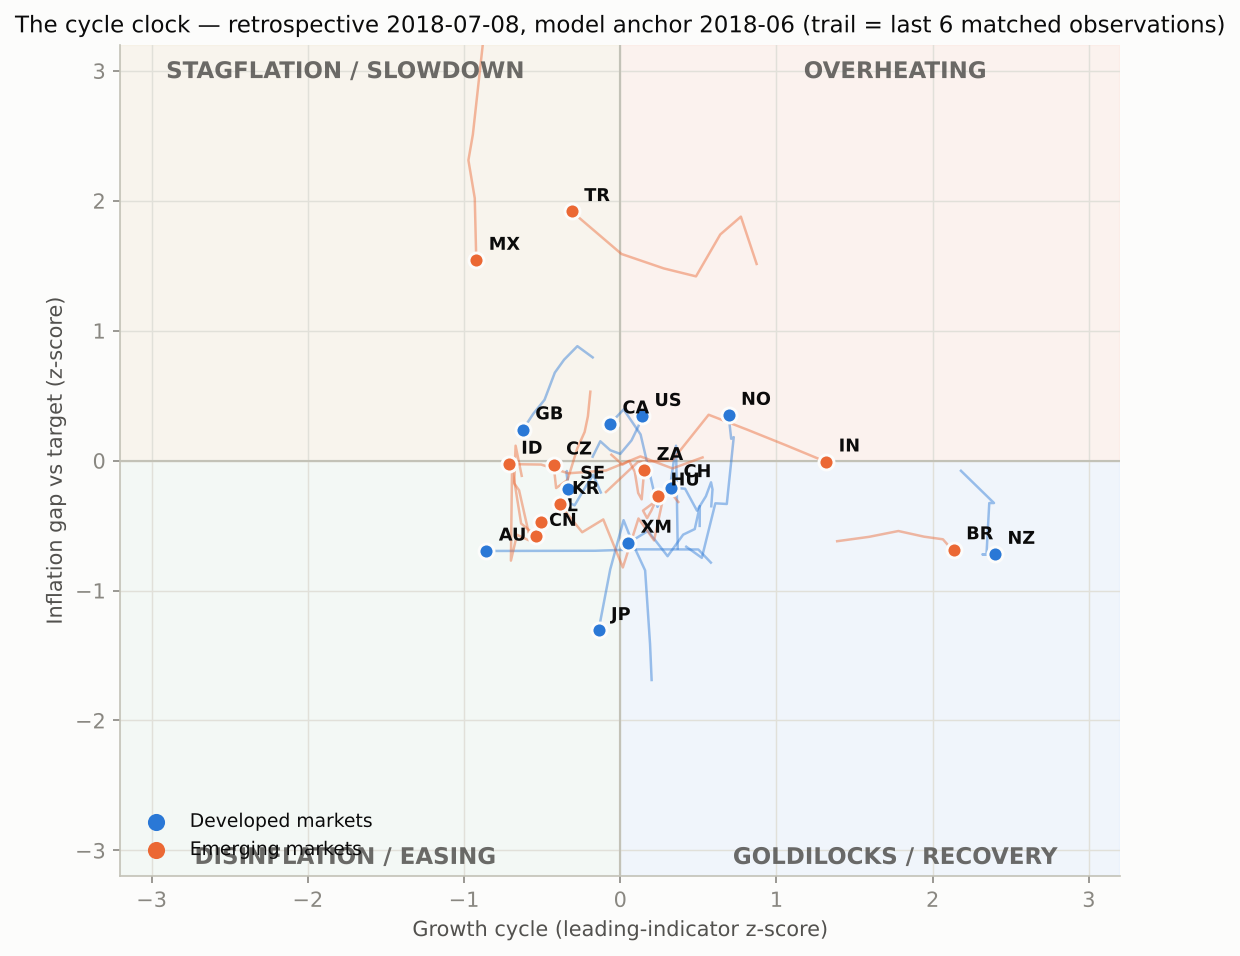 The cycle clock — retrospective 2018-07-08, model anchor 2018-06 (trail = last 6 matched observations)
STAGFLATION / SLOWDOWN
OVERHEATING
3
2
1
0
−1
−2
−3
Inflation gap vs target (z-score)
TR
MX
GB
CA
US
NO
ID
CZ
ZA
IN
SE
CH
HU
KR
L
CN
AU
XM
BR
NZ
JP
Developed markets
Emerging markets
DISINFLATION / EASING
GOLDILOCKS / RECOVERY
−3
−2
−1
0
1
2
3
Growth cycle (leading-indicator z-score)